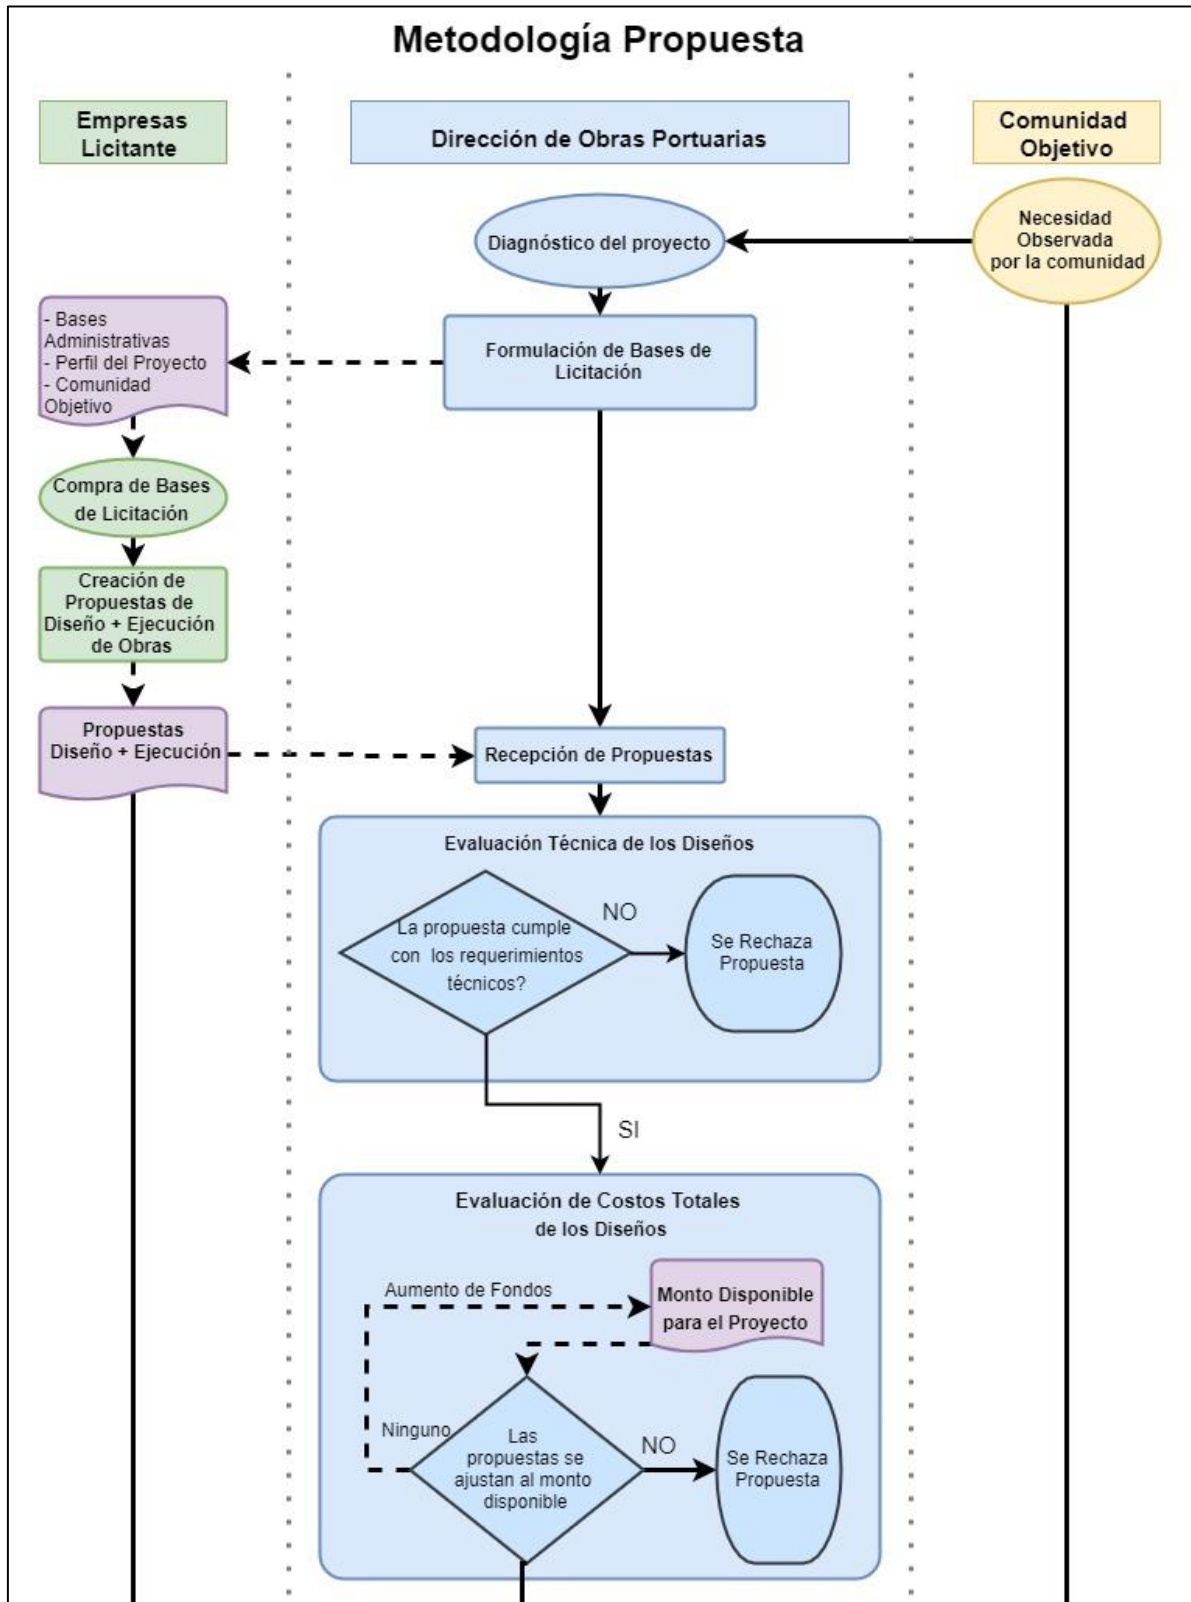 Metodología Propuesta
Empresas
Licitante
Dirección de Obras Portuarias
Comunidad
Objetivo
Necesidad
Observada
por la comunidad
Diagnóstico del proyecto
Formulación de Bases de
Licitación
- Bases
Administrativas
- Perfil del Proyecto
- Comunidad
Objetivo
Compra de Bases
de Licitación
Creación de
Propuestas de
Diseño + Ejecución
de Obras
Propuestas
Diseño + Ejecución
Recepción de Propuestas
Evaluación Técnica de los Diseños
La propuesta cumple
con los requerimientos
técnicos?
NO
Se Rechaza
Propuesta
SI
Evaluación de Costos Totales
de los Diseños
Aumento de Fondos
Monto Disponible
para el Proyecto
Ninguno
Las
propuestas se
ajustan al monto
disponible
NO
Se Rechaza
Propuesta